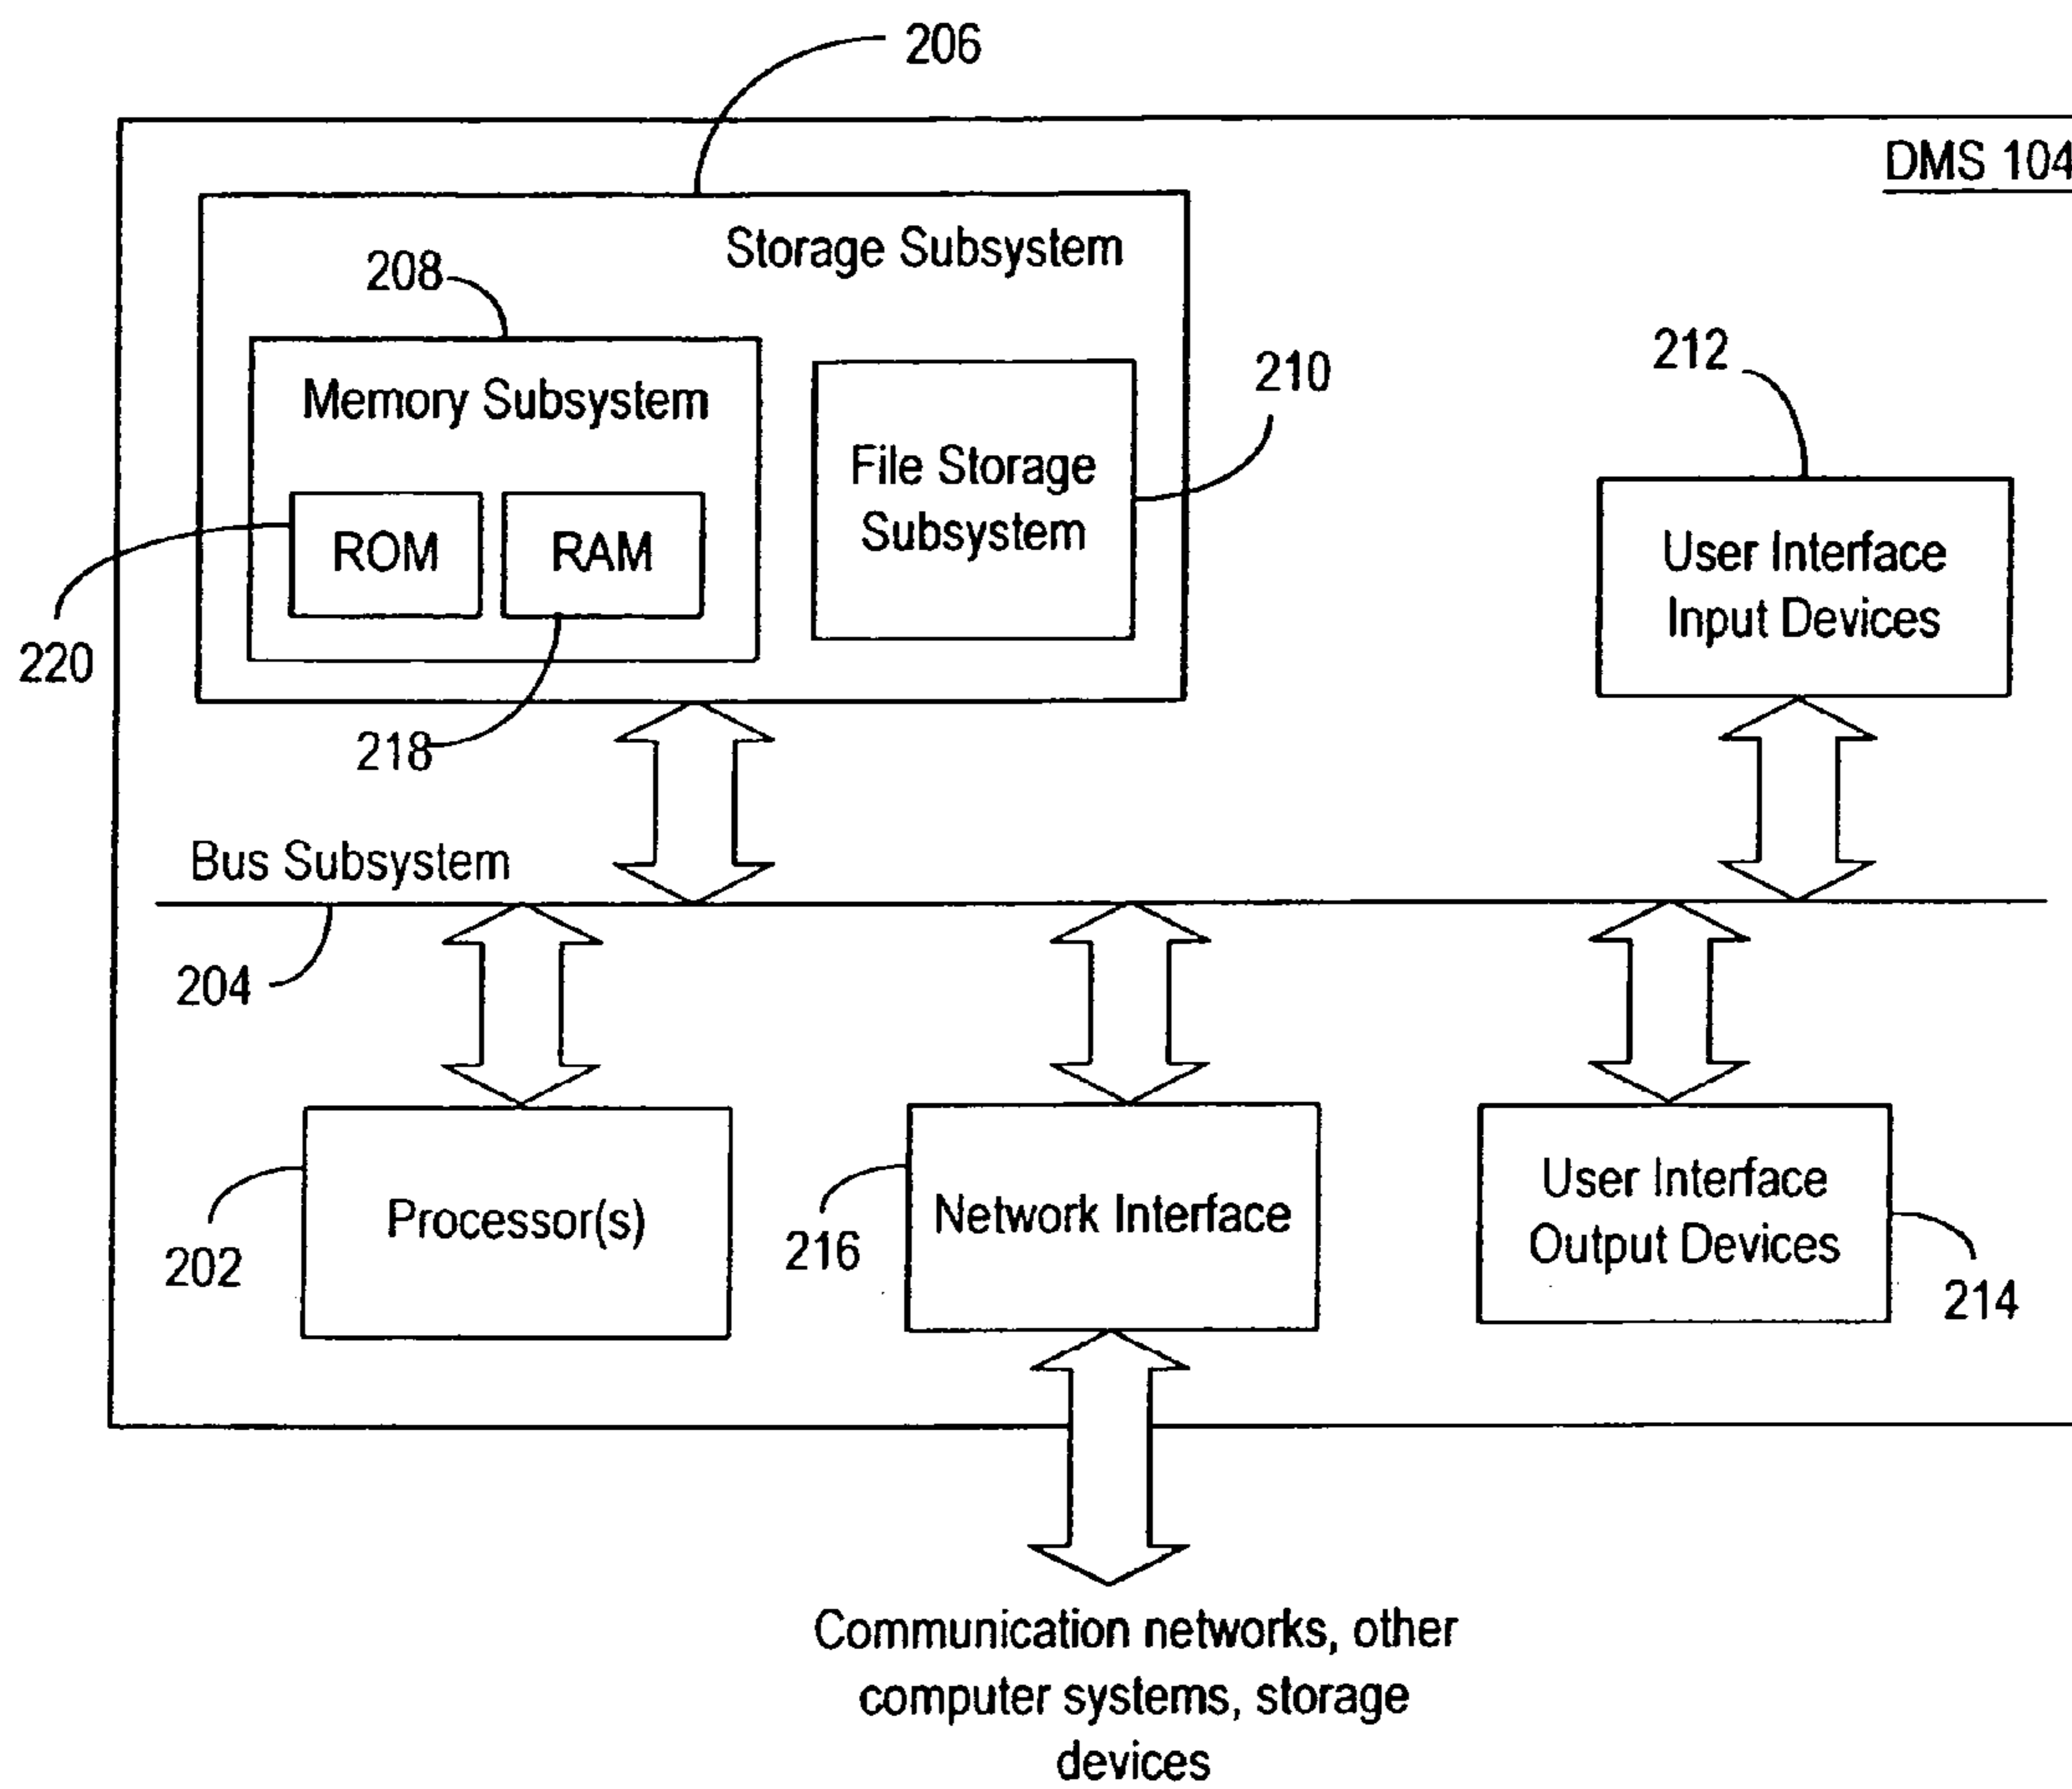 206
DMS 104
Storage Subsystem
208
Memory Subsystem
210
212
File Storage
Subsystem
ROM
RAM
User Interface
Input Devices
220
218
Bus Subsystem
204
Processor(s)
202
Network Interface
216
User Interface
Output Devices
214
Communication networks, other
computer systems, storage
devices